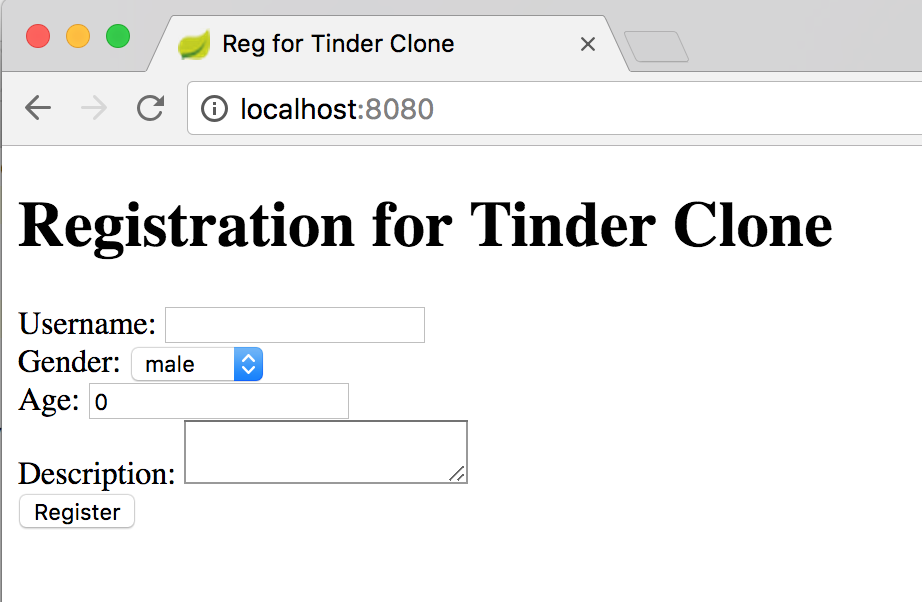 Reg for Tinder Clone
localhost:8080
Registration for Tinder Clone
Username:
Gender: male
Age: 0
Description:
Register